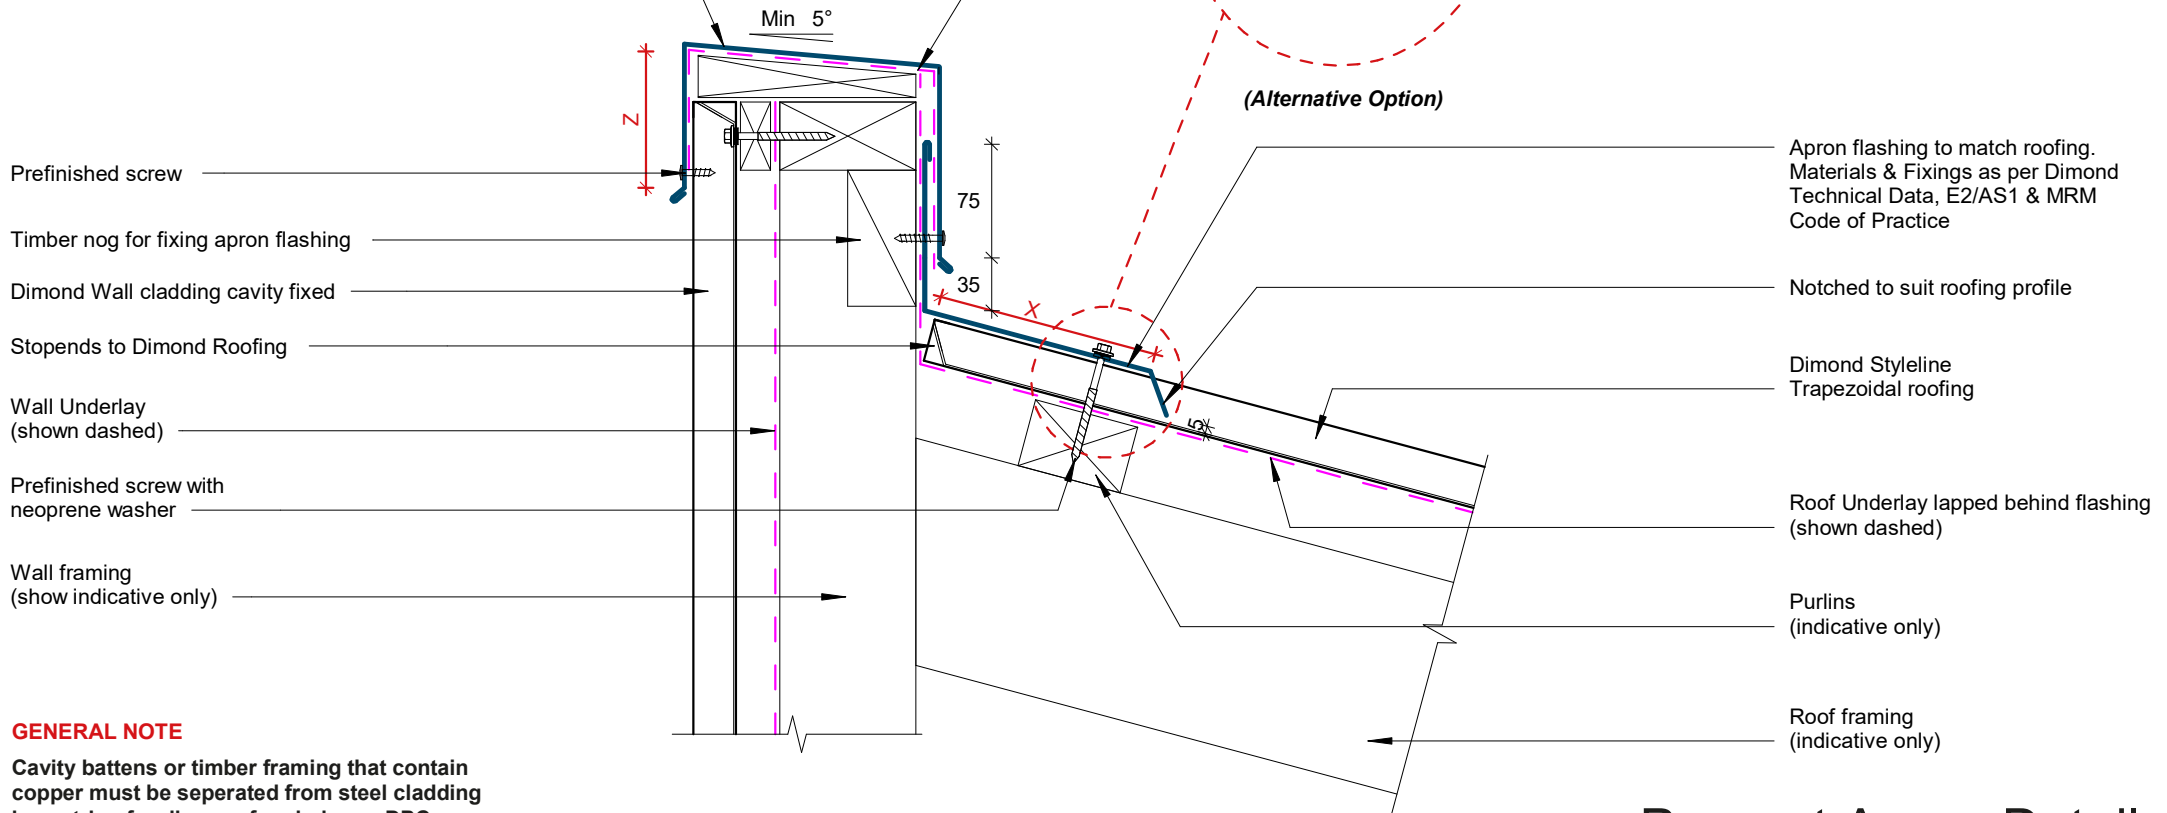 Min 5°
(Alternative Option)
Z
75
35
X
5
Prefinished screw
Timber nog for fixing apron flashing
Dimond Wall cladding cavity fixed
Stopends to Dimond Roofing
Wall Underlay
(shown dashed)
Prefinished screw with
neoprene washer
Wall framing
(show indicative only)
Apron flashing to match roofing.
Materials & Fixings as per Dimond
Technical Data, E2/AS1 & MRM
Code of Practice
Notched to suit roofing profile
Dimond Styleline
Trapezoidal roofing
Roof Underlay lapped behind flashing
(shown dashed)
Purlins
(indicative only)
Roof framing
(indicative only)
GENERAL NOTE
Cavity battens or timber framing that contain
copper must be seperated from steel cladding